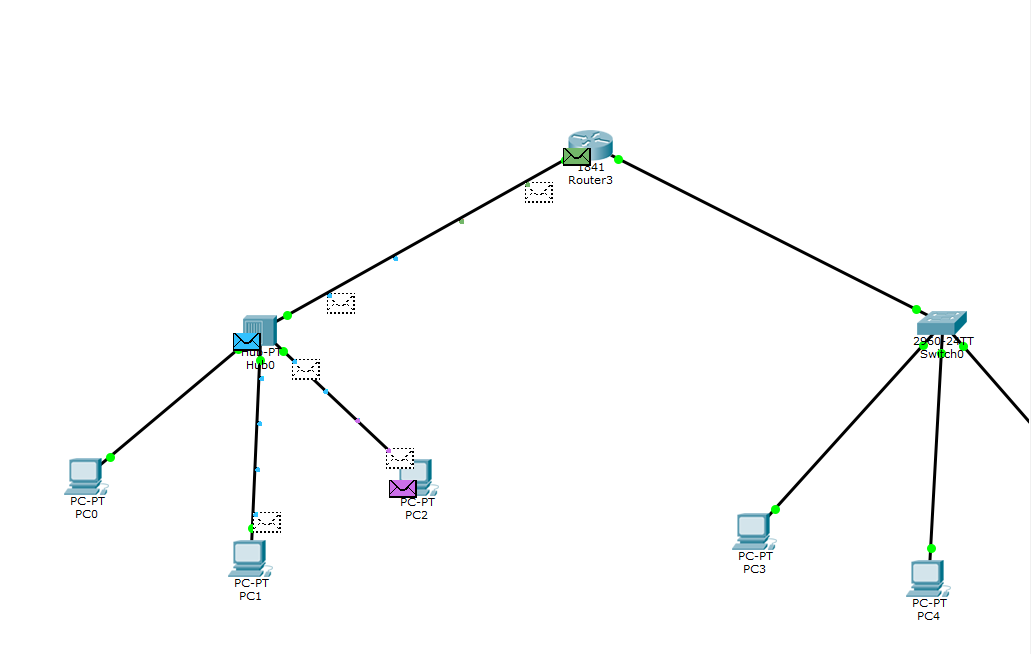 1841
Router3
Hub-PT
Hub0
2960-24TT
Switch0
PC-PT
PC0
PC-PT
PC1
PC-PT
PC2
PC-PT
PC3
PC-PT
PC4